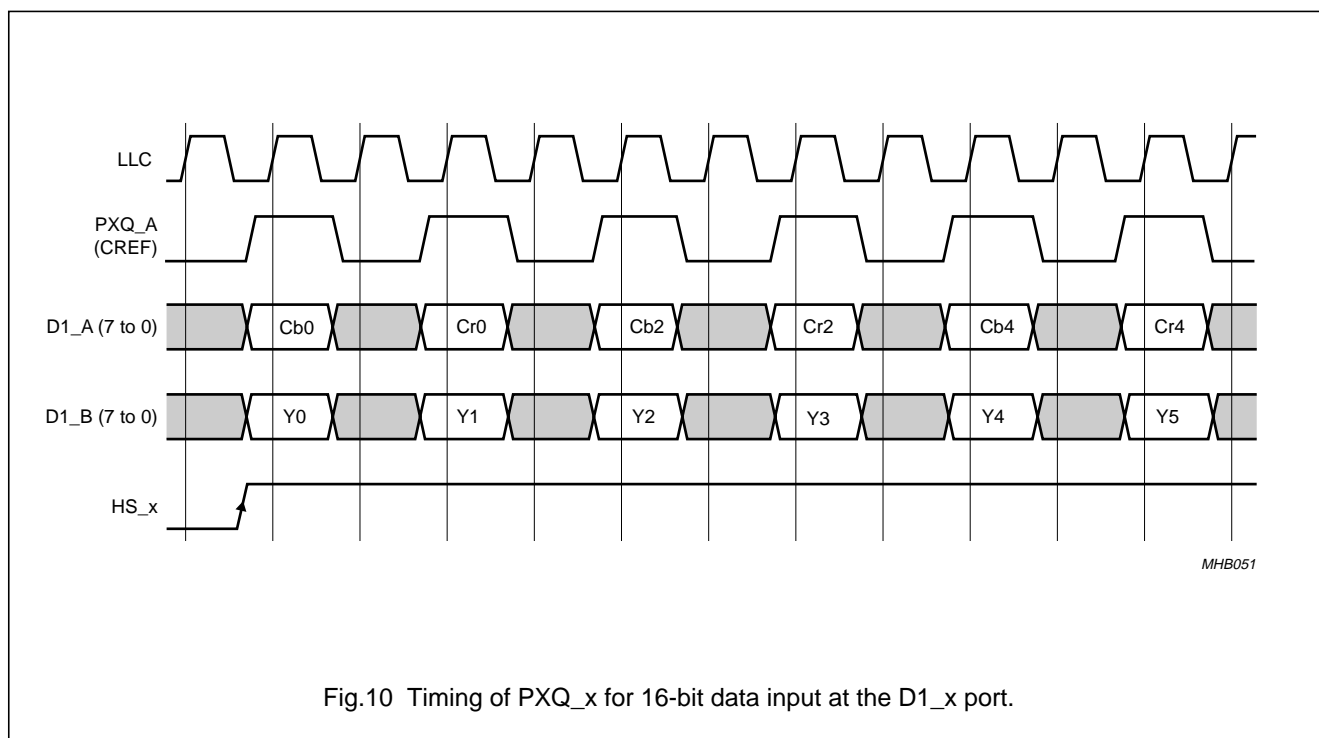 LLC
PXQ_A
(CREF)
D1_A (7 to 0)
Cb0
Cr0
Cb2
Cr2
Cb4
Cr4
D1_B (7 to 0)
Y0
Y1
Y2
Y3
Y4
Y5
HS_x
MHB051
Fig.10 Timing of PXQ_x for 16-bit data input at the D1_x port.